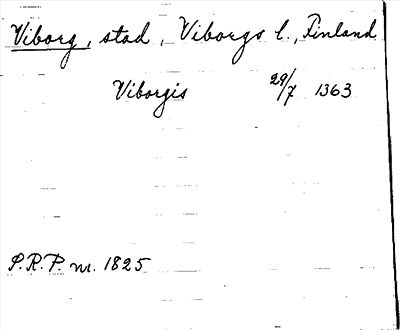 Viborg, stad, Viborgs l., Finland
Viborgis 29/7 1363
S.R.P. nr. 1825